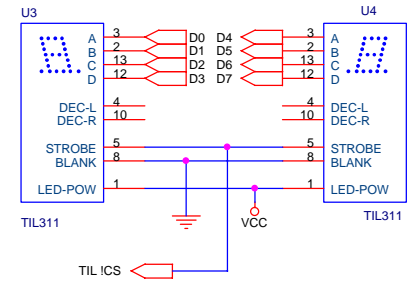 U3 U4
A 3 D0 D4 3 A
B 2 D1 D5 2 B
C 13 D2 D6 13 C
D 12 D3 D7 12 D
DEC-L 4 4 DEC-L
DEC-R 10 10 DEC-R
STROBE 5 5 STROBE
BLANK 8 8 BLANK
LED-POW 1 1 LED-POW
TIL311 VCC TIL311
TIL !CS